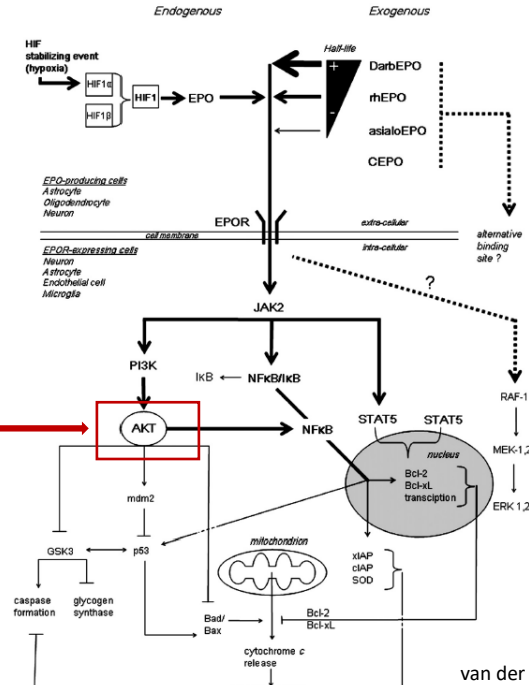 Endogenous
Exogenous
HIF
stabilizing event
(hypoxia)
HIF1α
HIF1β
HIF1
EPO
Half-life
+
-
DarbEPO
rhEPO
asialoEPO
CEPO
EPO-producing cells
Astrocyte
Oligodendrocyte
Neuron
EPOR
extra-cellular
cell membrane
intra-cellular
alternative
binding
site ?
EPOR-expressing cells
Neuron
Astrocyte
Endothelial cell
Microglia
?
JAK2
PI3K
IκB
NFκB/IκB
RAF-1
AKT
NFκB
STAT5
STAT5
nucleus
MEK-1,2
Bcl-2
Bcl-xL
transciption
ERK 1,2
mdm2
GSK3
p53
mitochondrion
xIAP
cIAP
SOD
caspase
formation
glycogen
synthase
Bad/
Bax
Bcl-2
Bcl-xL
cytochrome c
release
van der